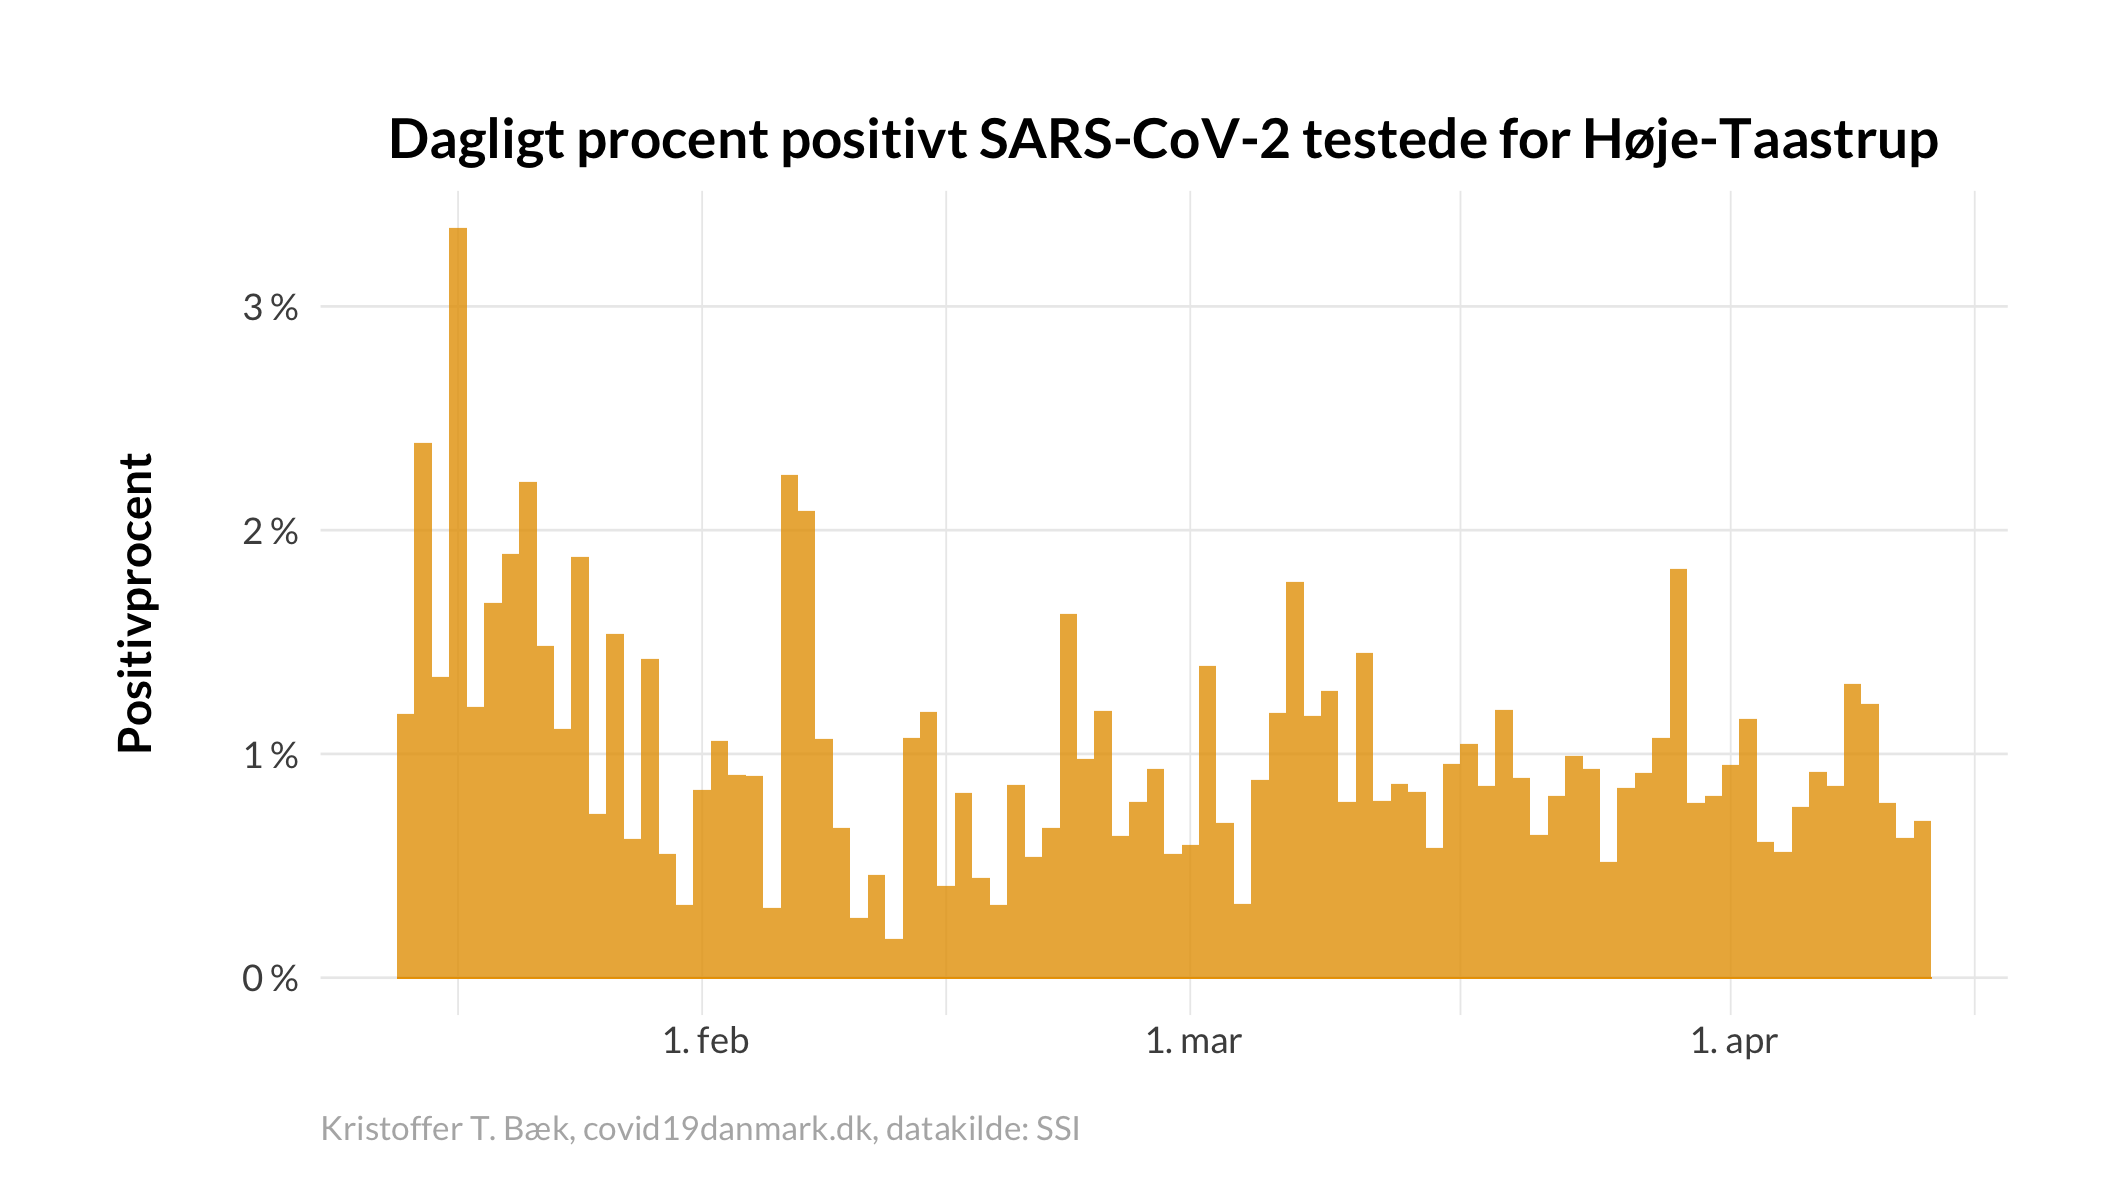 Dagligt procent positivt SARS-CoV-2 testede for Høje-Taastrup
Positivprocent
3 %
2 %
1 %
0 %
1. feb
1. mar
1. apr
Kristoffer T. Bæk, covid19danmark.dk, datakilde: SSI